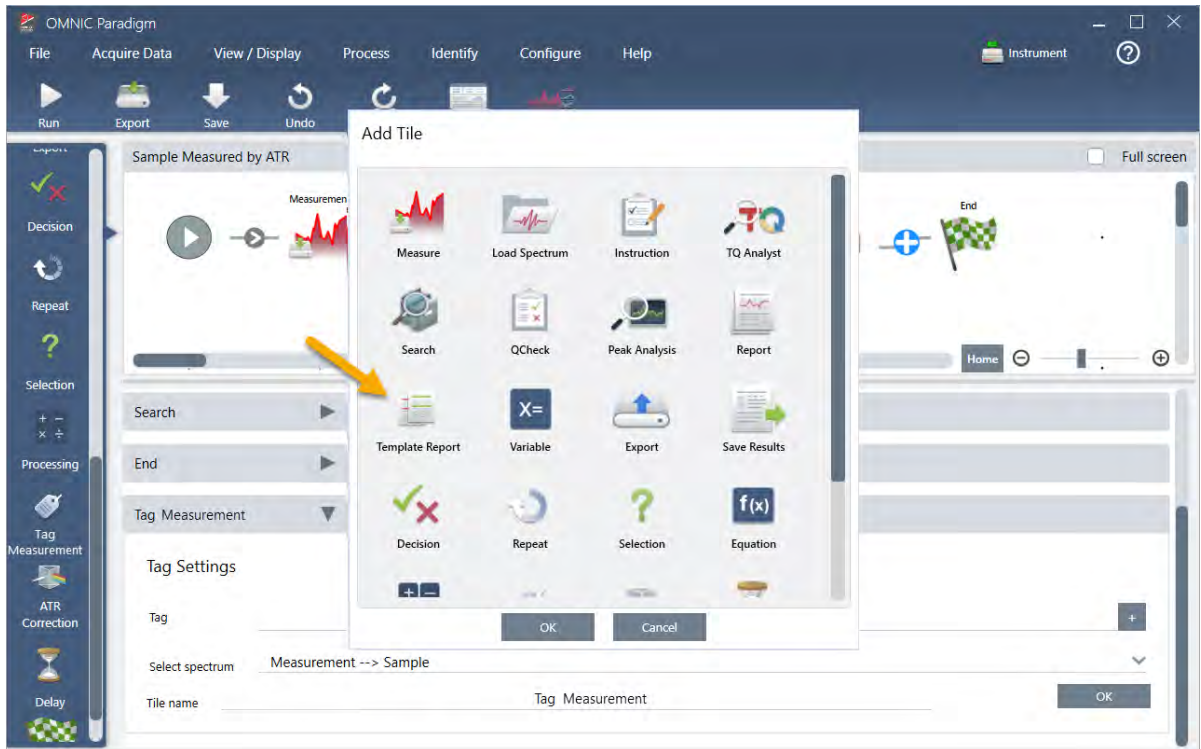 OMNIC Paradigm
File Acquire Data View / Display Process Identify Configure Help Instrument
Run Export Save Undo
Export
Decision
Repeat
Selection
Processing
Tag
Measurement
ATR
Correction
Delay
Sample Measured by ATR
Full screen
Measuremen
End
Home
Add Tile
Measure Load Spectrum Instruction TQ Analyst
Search QCheck Peak Analysis Report
X=
Template Report Variable Export Save Results
f(x)
Decision Repeat Selection Equation
OK Cancel
Search
End
Tag Measurement
Tag Settings
Tag +
Select spectrum Measurement --> Sample
Tile name Tag Measurement OK